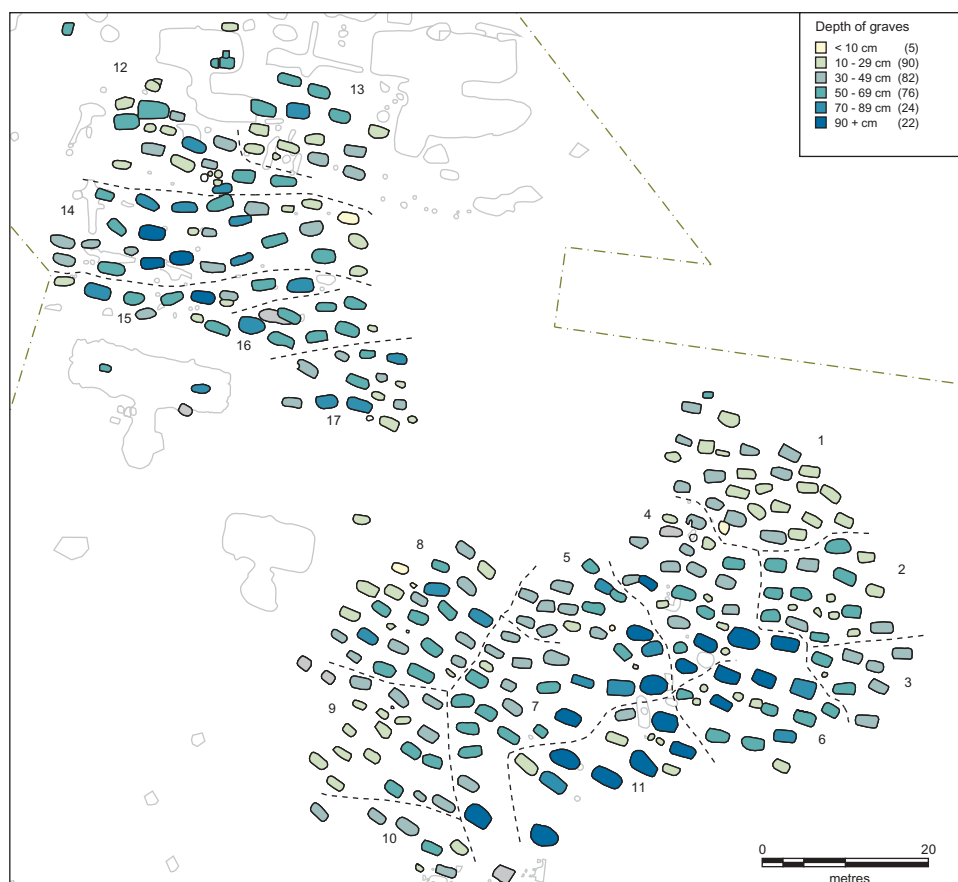 Depth of graves
< 10 cm (5)
10 - 29 cm (90)
30 - 49 cm (82)
50 - 69 cm (76)
70 - 89 cm (24)
90 + cm (22)
12
13
14
15
16
17
1
4
8
5
2
3
9
7
6
11
10
0 20
metres